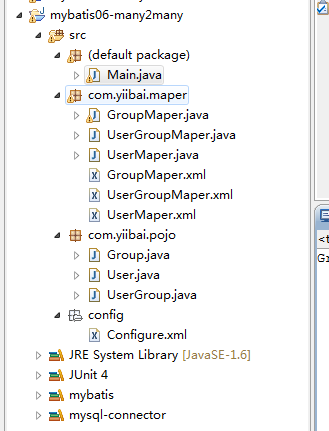 mybatis06-many2many
src
(default package)
Main.java
com.yiibai.maper
GroupMaper.java
UserGroupMaper.java
UserMaper.java
GroupMaper.xml
UserGroupMaper.xml
UserMaper.xml
com.yiibai.pojo
Group.java
User.java
UserGroup.java
config
Configure.xml
JRE System Library [JavaSE-1.6]
JUnit 4
mybatis
mysql-connector